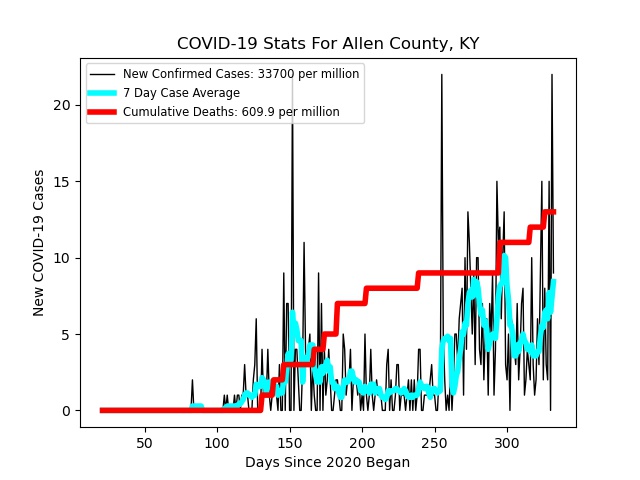 COVID-19 Stats For Allen County, KY
New Confirmed Cases: 33700 per million
7 Day Case Average
Cumulative Deaths: 609.9 per million
New COVID-19 Cases
20
15
10
5
0
50 100 150 200 250 300
Days Since 2020 Began